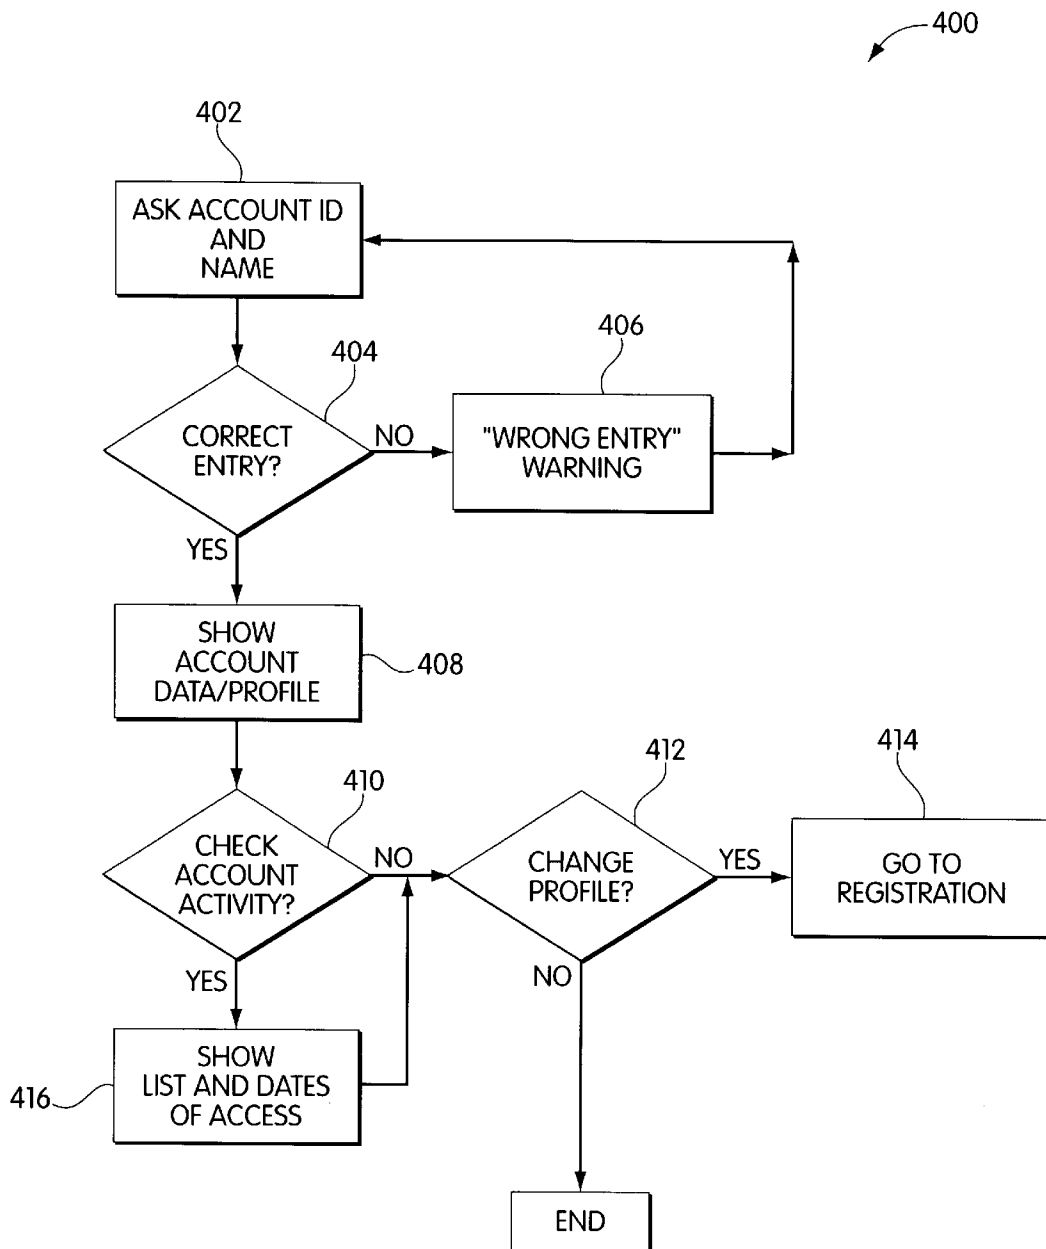 400
402
ASK ACCOUNT ID
AND
NAME
404
CORRECT
ENTRY?
NO
406
"WRONG ENTRY"
WARNING
YES
SHOW
ACCOUNT
DATA/PROFILE
408
410
CHECK
ACCOUNT
ACTIVITY?
NO
412
CHANGE
PROFILE?
YES
414
GO TO
REGISTRATION
YES
NO
416
SHOW
LIST AND DATES
OF ACCESS
END